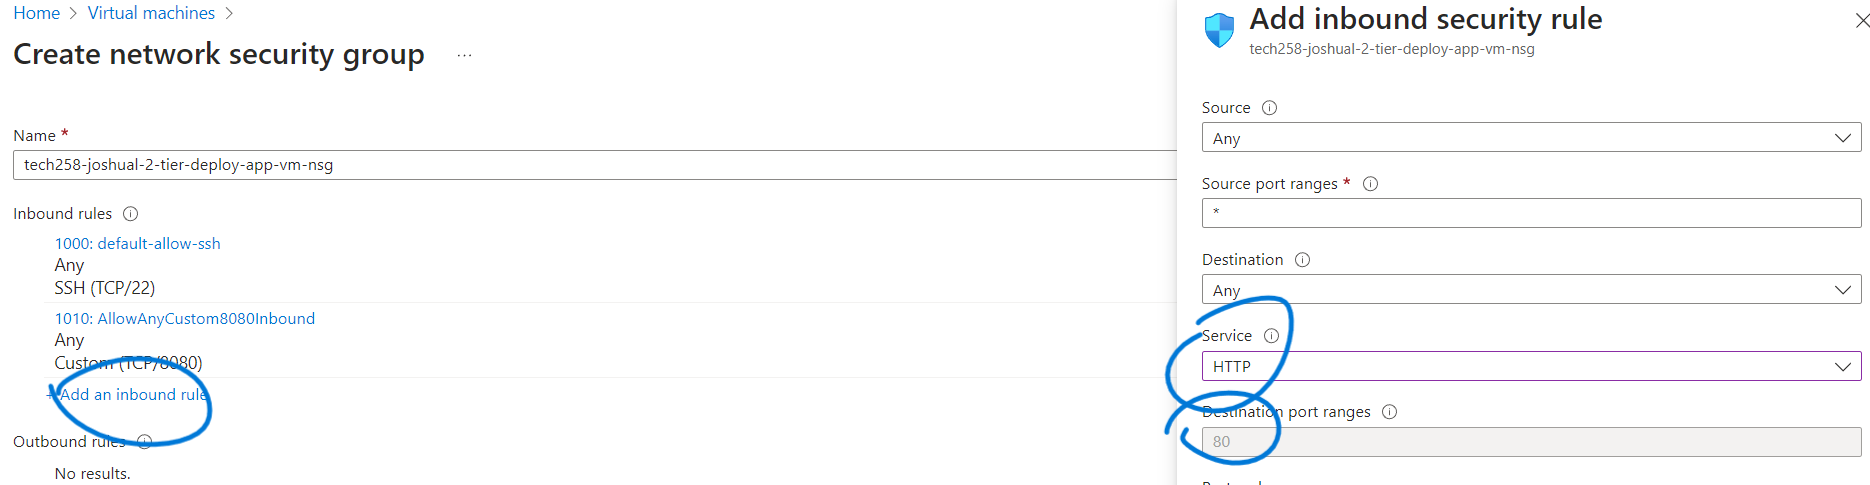 Home > Virtual machines >
Create network security group ...
Name *
tech258-joshual-2-tier-deploy-app-vm-nsg
Inbound rules
1000: default-allow-ssh
Any
SSH (TCP/22)
1010: AllowAnyCustom8080Inbound
Any
Custom (TCP/8080)
+ Add an inbound rule
Outbound rules
No results.
Add inbound security rule
tech258-joshual-2-tier-deploy-app-vm-nsg
Source
Any
Source port ranges *
*
Destination
Any
Service
HTTP
Destination port ranges
80